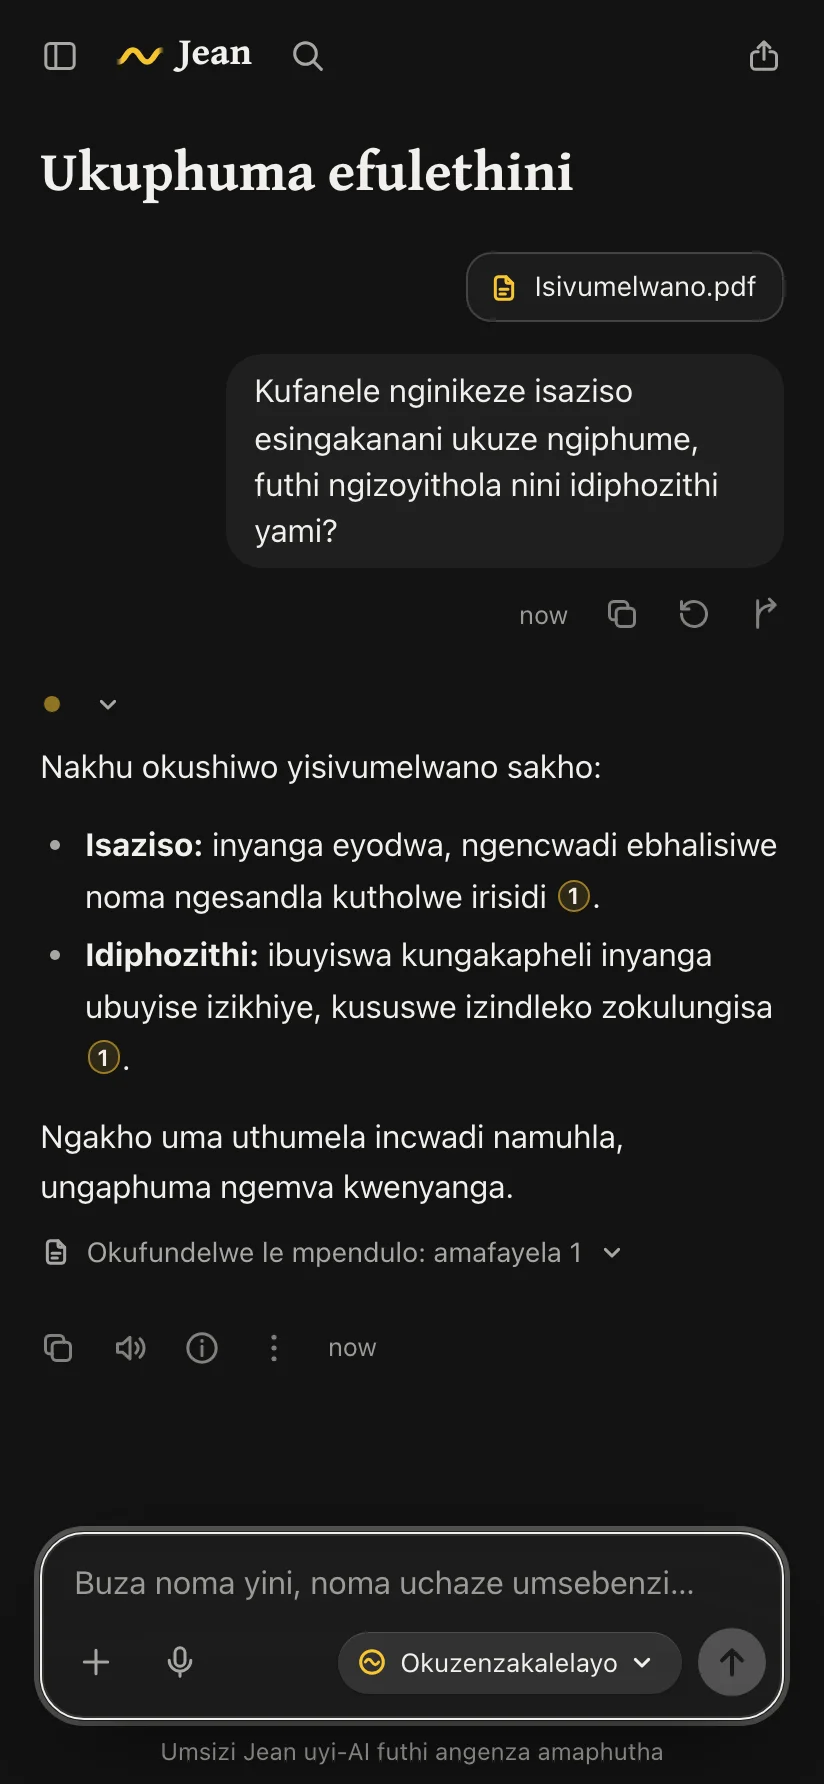 Jean
Ukuphuma efulethini
Isivumelwano.pdf
Kufanele nginikeze isaziso
esingakanani ukuze ngiphume,
futhi ngizoyithola nini idiphozithi
yami?
now
Nakhu okushiwo yisivumelwano sakho:
• Isaziso: inyanga eyodwa, ngencwadi ebhalisiwe
noma ngesandla kutholwe irisidi 1.
• Idiphozithi: ibuyiswa kungakapheli inyanga
ubuyise izikhiye, kususwe izindleko zokulungisa
1.
Ngakho uma uthumela incwadi namuhla,
ungaphuma ngemva kwenyanga.
Okufundelwe le mpendulo: amafayela 1
now
Buza noma yini, noma uchaze umsebenzi...
Okuzenzakalelayo
Umsizi Jean uyi-AI futhi angenza amaphutha